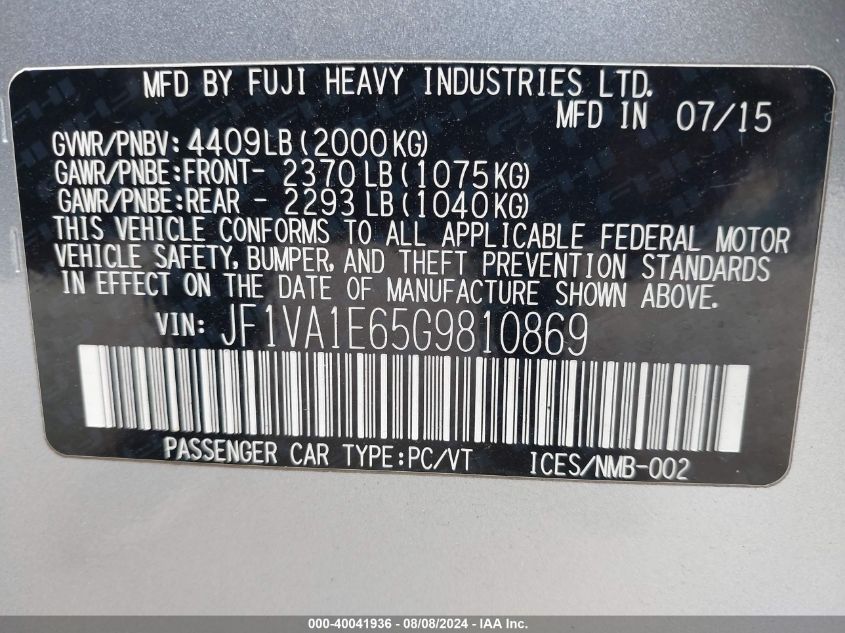 MFD BY FUJI HEAVY INDUSTRIES LTD.
MFD IN 07/15
GVWR/PNBV: 4409LB (2000KG)
GAWR/PNBE:FRONT- 2370 LB (1075KG)
GAWR/PNBE:REAR - 2293 LB (1040KG)
THIS VEHICLE CONFORMS TO ALL APPLICABLE FEDERAL MOTOR
VEHICLE SAFETY, BUMPER, AND THEFT PREVENTION STANDARDS
IN EFFECT ON THE DATE OF MANUFACTURE SHOWN ABOVE.
VIN: JF1VA1E65G9810869
PASSENGER CAR TYPE:PC/VT ICES/NMB-002
000-40041936 - 08/08/2024 - IAA Inc.